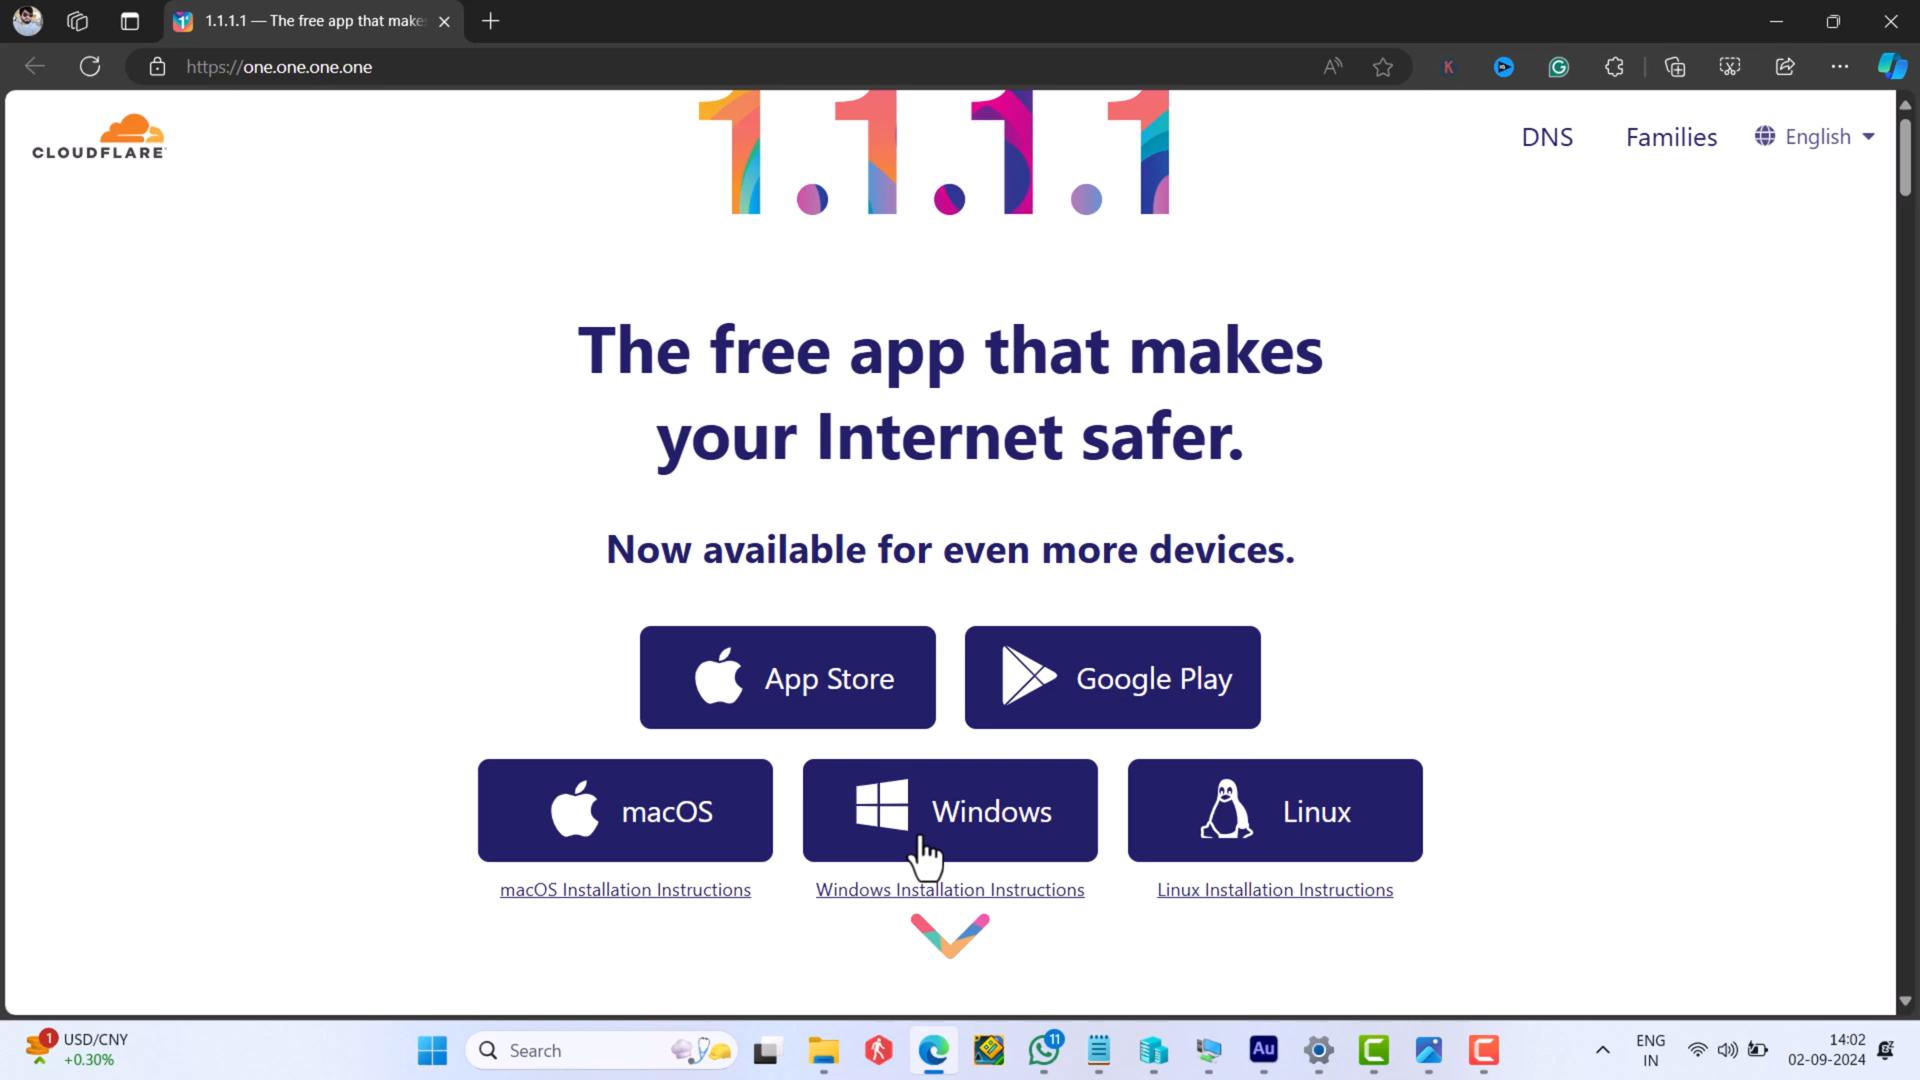 1.1.1.1 — The free app that make
https://one.one.one.one
CLOUDFLARE
DNS
Families
English
1.1.1.1
The free app that makes
your Internet safer.
Now available for even more devices.
App Store
Google Play
macOS
Windows
Linux
macOS Installation Instructions
Windows Installation Instructions
Linux Installation Instructions
1
USD/CNY
+0.30%
Search
11
Au
ENG
IN
14:02
02-09-2024